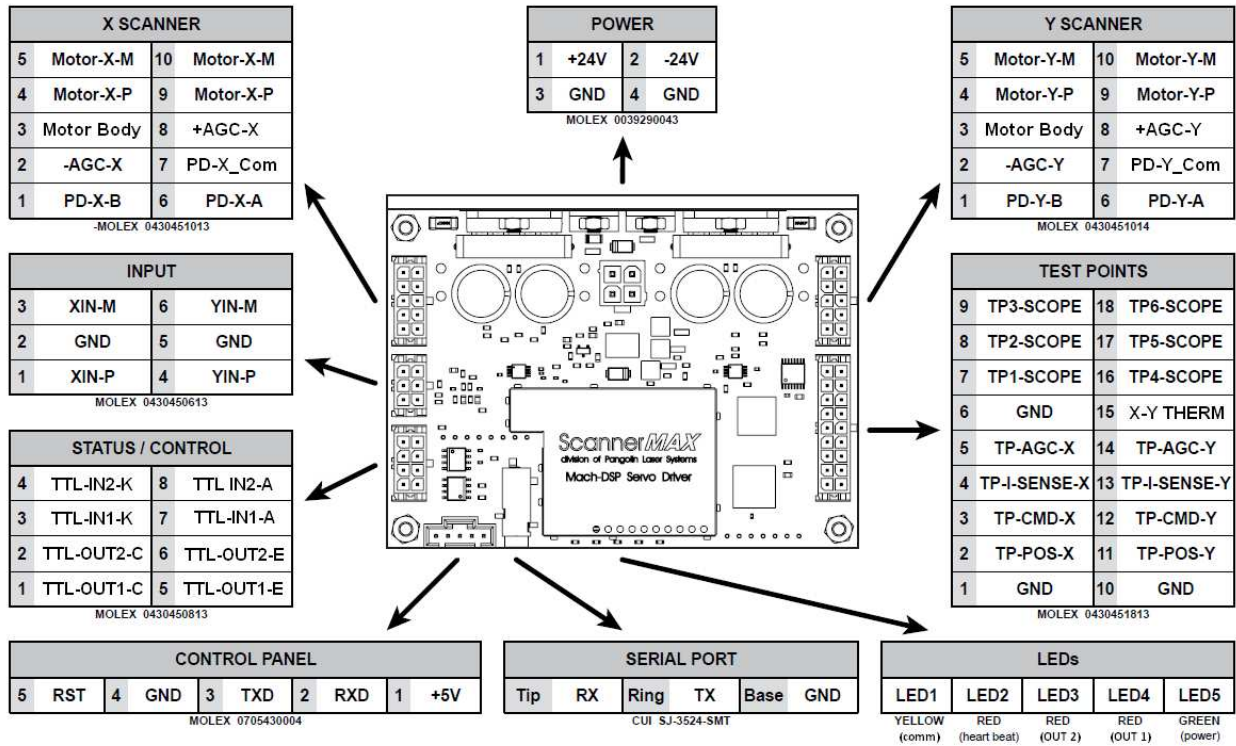 X SCANNER
5 Motor-X-M 10 Motor-X-M
4 Motor-X-P 9 Motor-X-P
3 Motor Body 8 +AGC-X
2 -AGC-X 7 PD-X_Com
1 PD-X-B 6 PD-X-A
-MOLEX 0430451013
POWER
1 +24V 2 -24V
3 GND 4 GND
MOLEX 0039290043
Y SCANNER
5 Motor-Y-M 10 Motor-Y-M
4 Motor-Y-P 9 Motor-Y-P
3 Motor Body 8 +AGC-Y
2 -AGC-Y 7 PD-Y_Com
1 PD-Y-B 6 PD-Y-A
MOLEX 0430451014
INPUT
3 XIN-M 6 YIN-M
2 GND 5 GND
1 XIN-P 4 YIN-P
MOLEX 0430450613
STATUS / CONTROL
4 TTL-IN2-K 8 TTL IN2-A
3 TTL-IN1-K 7 TTL-IN1-A
2 TTL-OUT2-C 6 TTL-OUT2-E
1 TTL-OUT1-C 5 TTL-OUT1-E
MOLEX 0430450813
ScannerMAX
division of Pangolin Laser Systems
Mach-DSP Servo Driver
TEST POINTS
9 TP3-SCOPE 18 TP6-SCOPE
8 TP2-SCOPE 17 TP5-SCOPE
7 TP1-SCOPE 16 TP4-SCOPE
6 GND 15 X-Y THERM
5 TP-AGC-X 14 TP-AGC-Y
4 TP-I-SENSE-X 13 TP-I-SENSE-Y
3 TP-CMD-X 12 TP-CMD-Y
2 TP-POS-X 11 TP-POS-Y
1 GND 10 GND
MOLEX 0430451813
CONTROL PANEL
5 RST 4 GND 3 TXD 2 RXD 1 +5V
MOLEX 0705430004
SERIAL PORT
Tip RX Ring TX Base GND
CUI SJ-3524-SMT
LEDs
LED1 LED2 LED3 LED4 LED5
YELLOW RED RED RED GREEN
(comm) (heart beat) (OUT 2) (OUT 1) (power)